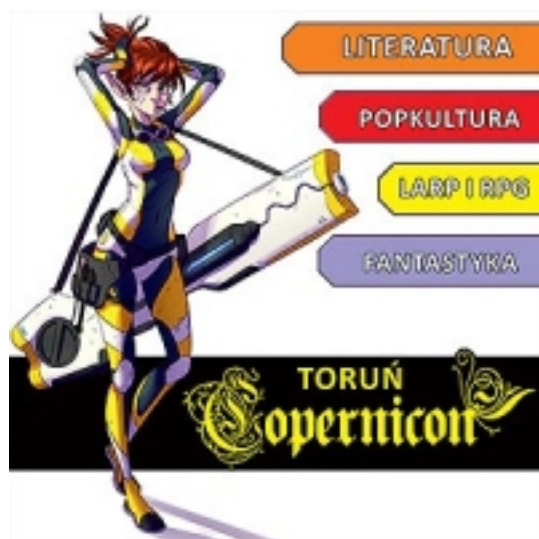 LITERATURA
POPKULTURA
LARP I RPG
FANTASTYKA
TORUŃ
Copernicon